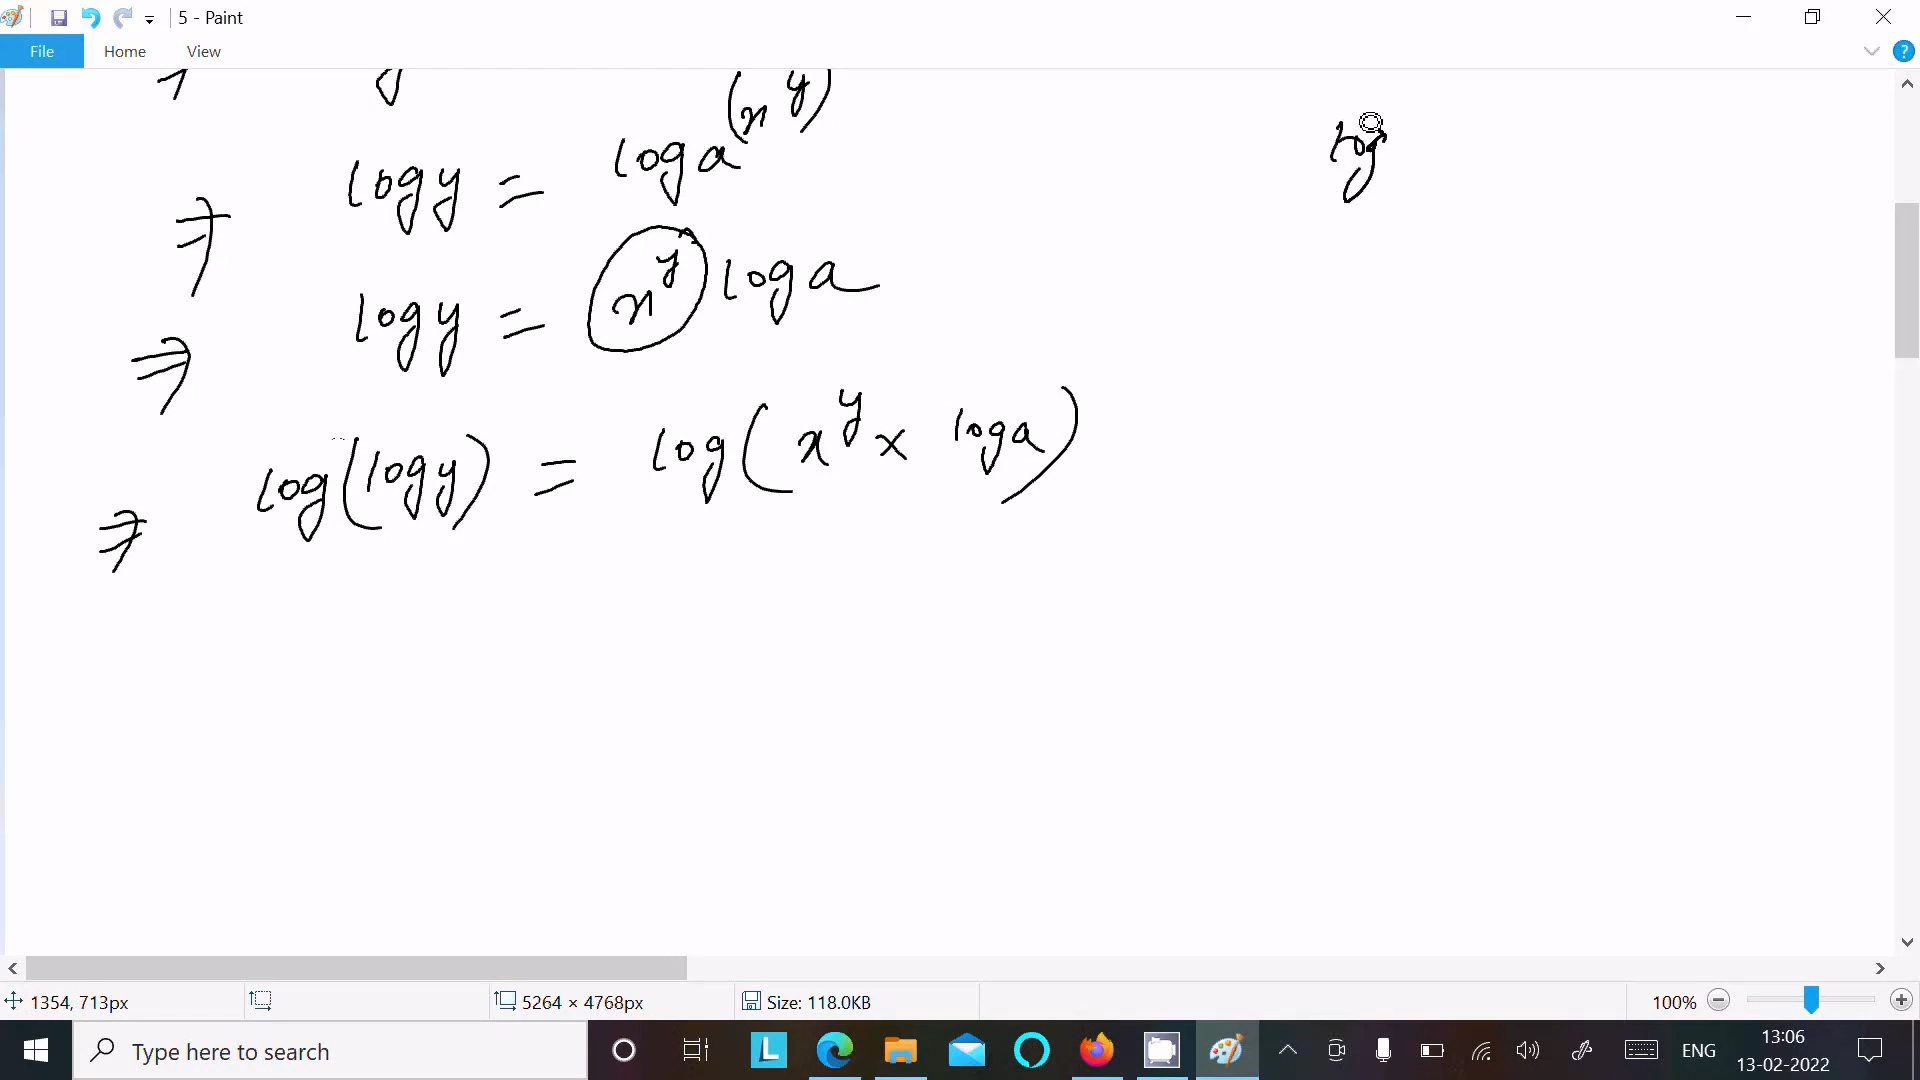 5 - Paint
File Home View
⇒ log y = log a^(x^y)
log
⇒ log y = x^y log a
⇒ log(log y) = log(x^y × log a)
1354, 713px 5264 × 4768px Size: 118.0KB 100%
Type here to search L ENG 13:06
13-02-2022